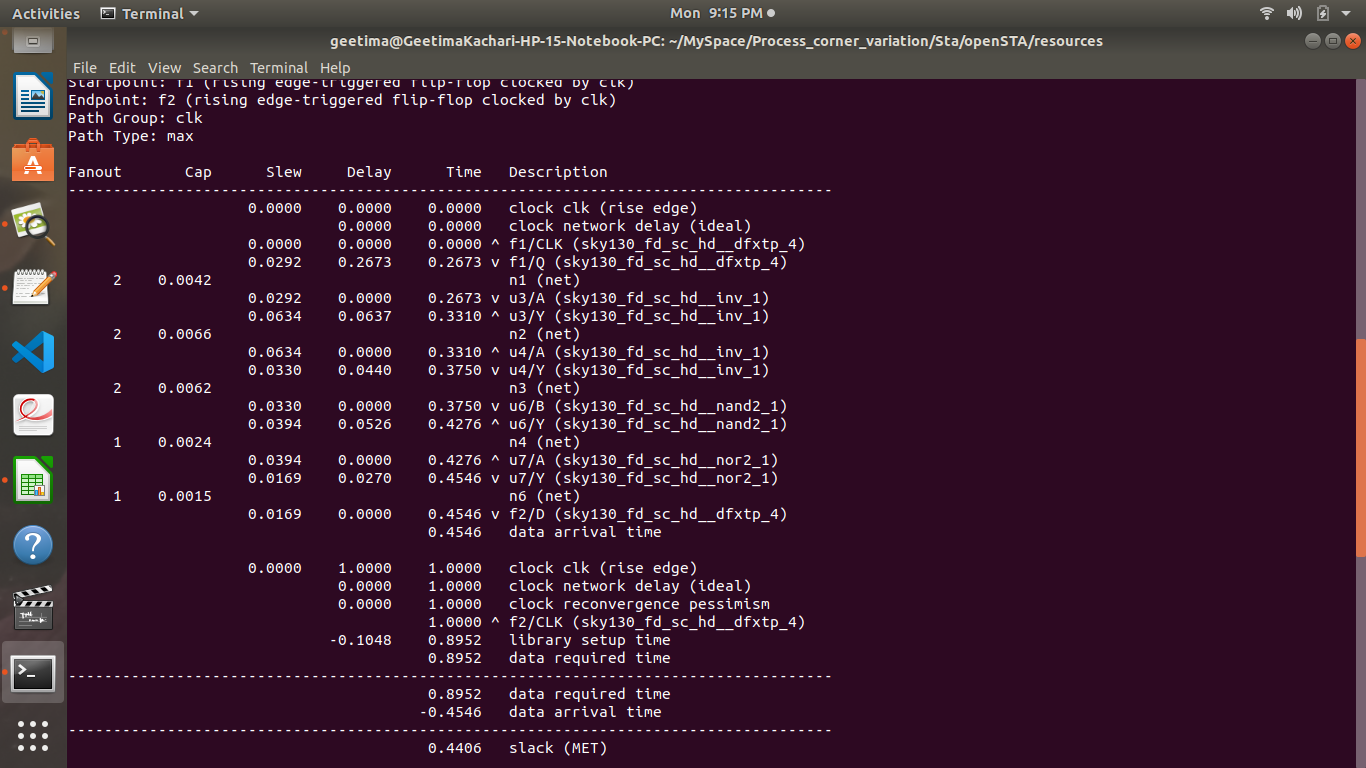 Activities Terminal Mon 9:15 PM
geetima@GeetimaKachari-HP-15-Notebook-PC: ~/MySpace/Process_corner_variation/Sta/openSTA/resources
File Edit View Search Terminal Help
Startpoint: f1 (rising edge-triggered flip-flop clocked by clk)
Endpoint: f2 (rising edge-triggered flip-flop clocked by clk)
Path Group: clk
Path Type: max
Fanout Cap Slew Delay Time Description
-------------------------------------------------------------------------------------
0.0000 0.0000 0.0000 clock clk (rise edge)
0.0000 0.0000 clock network delay (ideal)
0.0000 0.0000 0.0000 ^ f1/CLK (sky130_fd_sc_hd__dfxtp_4)
0.0292 0.2673 0.2673 v f1/Q (sky130_fd_sc_hd__dfxtp_4)
2 0.0042 n1 (net)
0.0292 0.0000 0.2673 v u3/A (sky130_fd_sc_hd__inv_1)
0.0634 0.0637 0.3310 ^ u3/Y (sky130_fd_sc_hd__inv_1)
2 0.0066 n2 (net)
0.0634 0.0000 0.3310 ^ u4/A (sky130_fd_sc_hd__inv_1)
0.0330 0.0440 0.3750 v u4/Y (sky130_fd_sc_hd__inv_1)
2 0.0062 n3 (net)
0.0330 0.0000 0.3750 v u6/B (sky130_fd_sc_hd__nand2_1)
0.0394 0.0526 0.4276 ^ u6/Y (sky130_fd_sc_hd__nand2_1)
1 0.0024 n4 (net)
0.0394 0.0000 0.4276 ^ u7/A (sky130_fd_sc_hd__nor2_1)
0.0169 0.0270 0.4546 v u7/Y (sky130_fd_sc_hd__nor2_1)
1 0.0015 n6 (net)
0.0169 0.0000 0.4546 v f2/D (sky130_fd_sc_hd__dfxtp_4)
0.4546 data arrival time
0.0000 1.0000 1.0000 clock clk (rise edge)
0.0000 1.0000 clock network delay (ideal)
0.0000 1.0000 clock reconvergence pessimism
1.0000 ^ f2/CLK (sky130_fd_sc_hd__dfxtp_4)
-0.1048 0.8952 library setup time
0.8952 data required time
-------------------------------------------------------------------------------------
0.8952 data required time
-0.4546 data arrival time
-------------------------------------------------------------------------------------
0.4406 slack (MET)